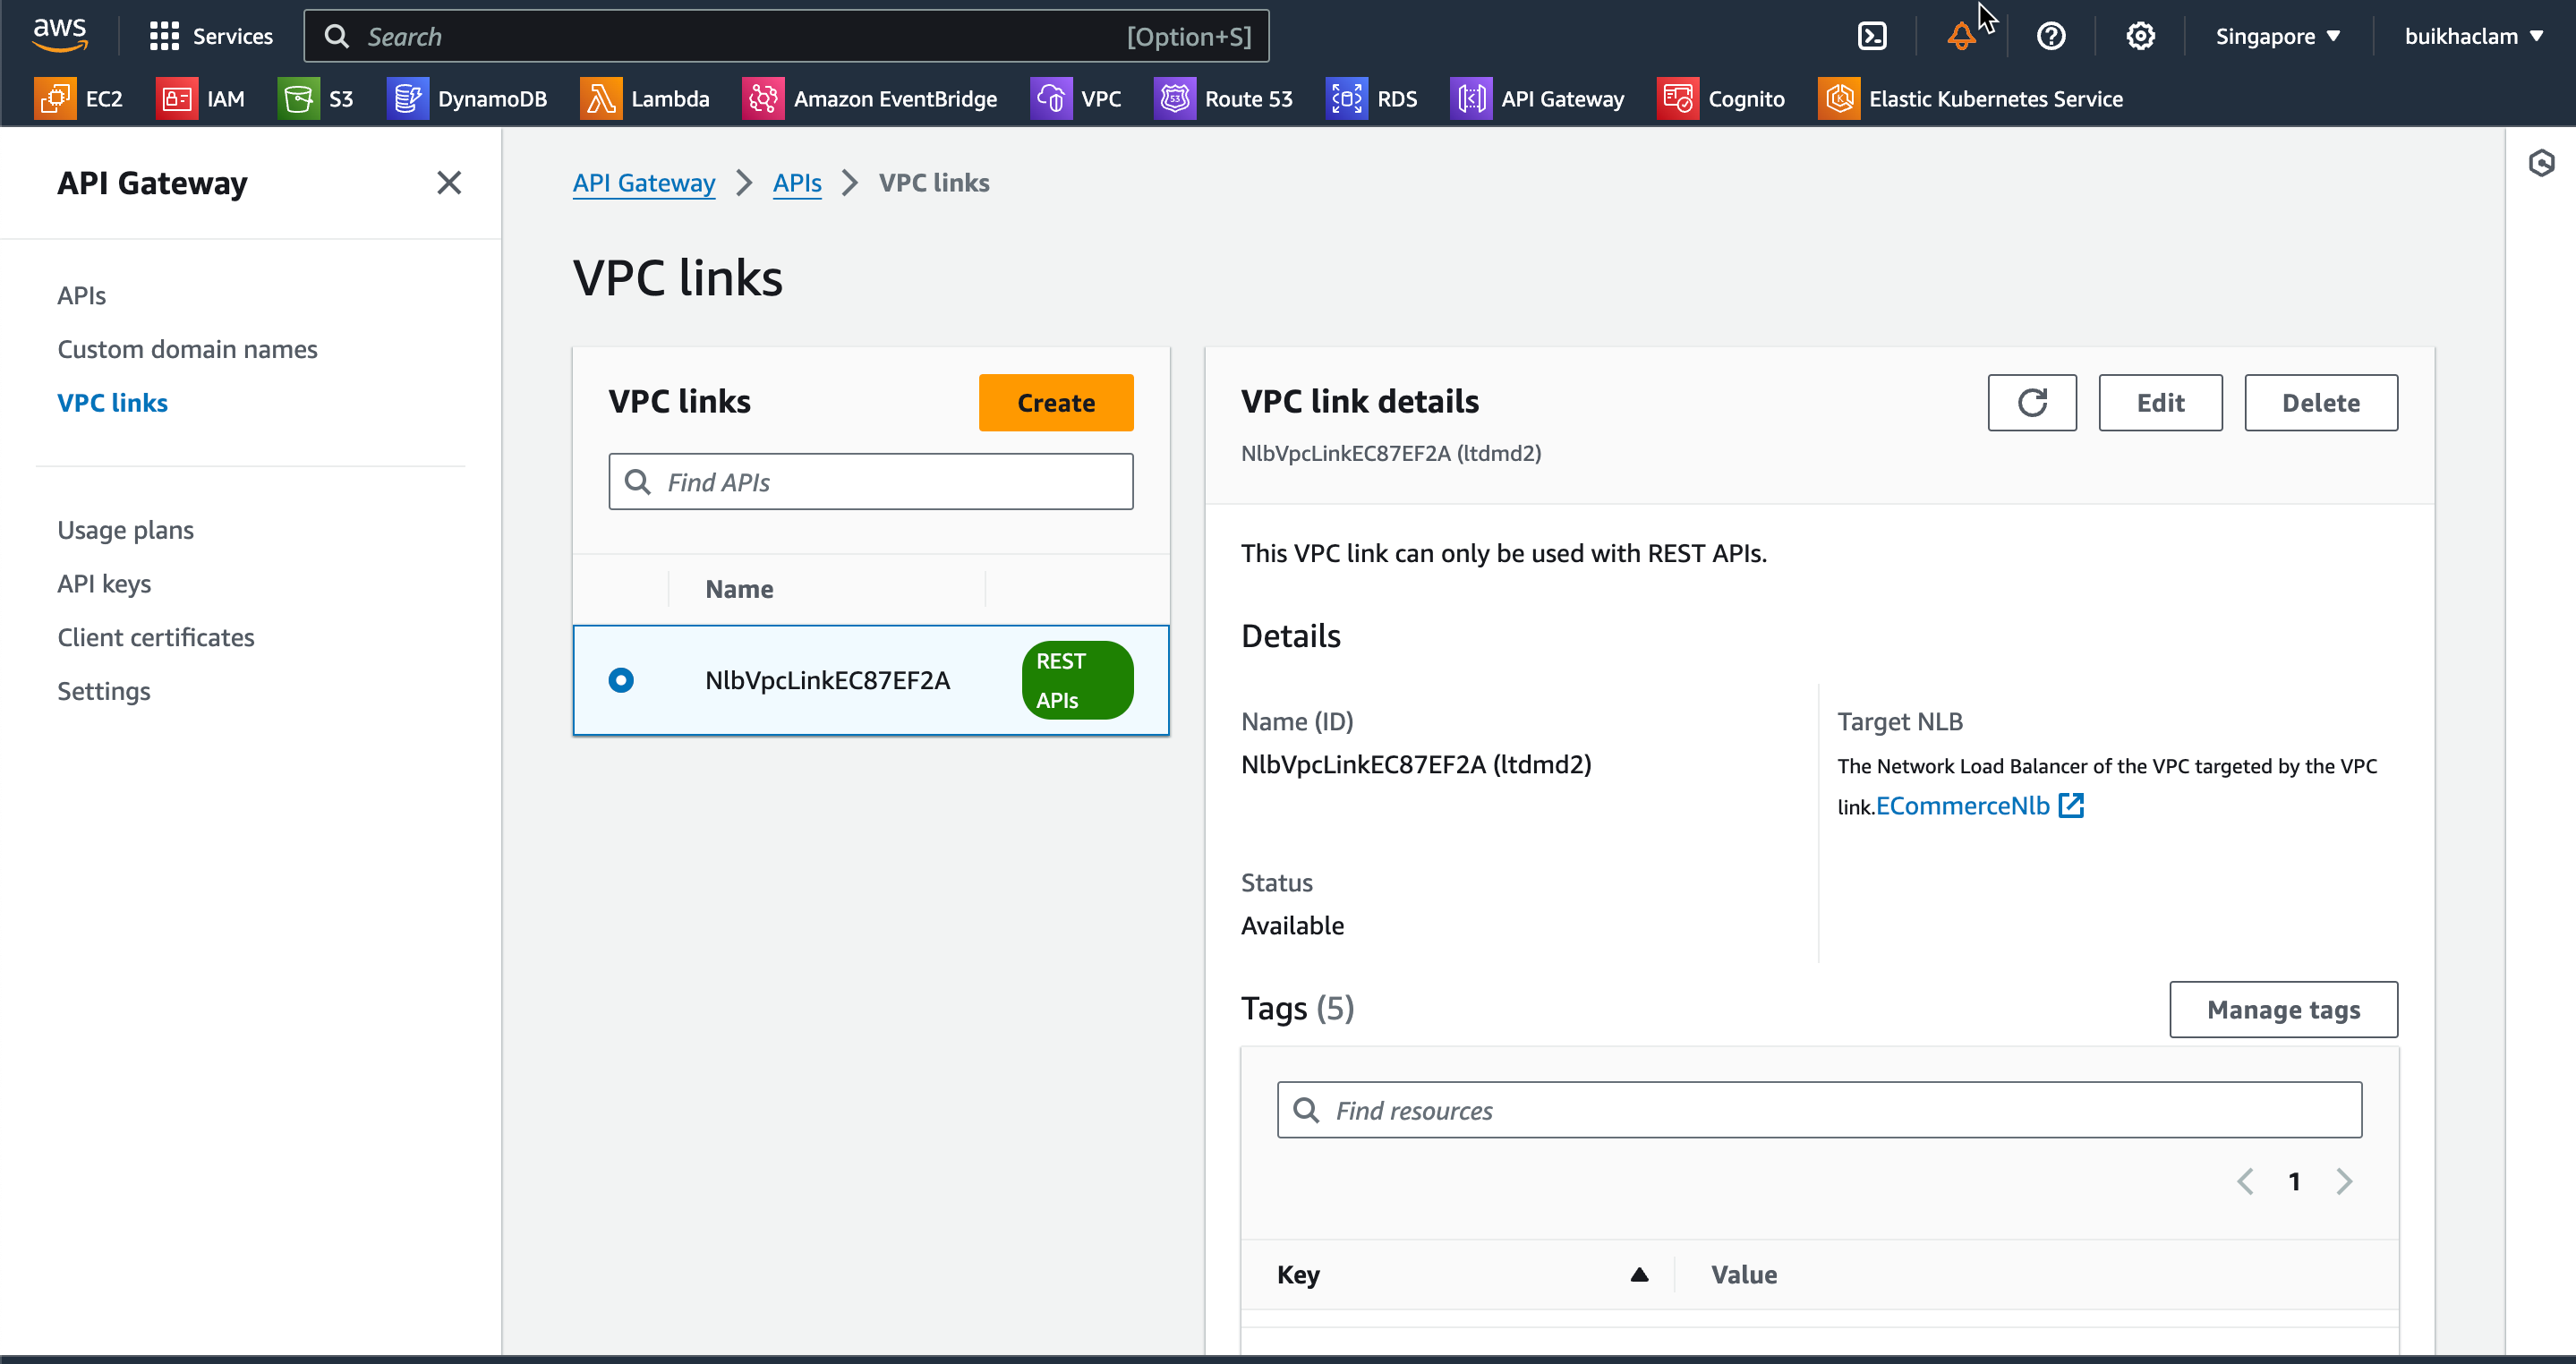 aws
Services
Search
[Option+S]
Singapore
buikhaclam
EC2
IAM
S3
DynamoDB
Lambda
Amazon EventBridge
VPC
Route 53
RDS
API Gateway
Cognito
Elastic Kubernetes Service
API Gateway
APIs
Custom domain names
VPC links
Usage plans
API keys
Client certificates
Settings
API Gateway
APIs
VPC links
VPC links
VPC links
Create
Find APIs
Name
NlbVpcLinkEC87EF2A
REST
APIs
VPC link details
Edit
Delete
NlbVpcLinkEC87EF2A (ltdmd2)
This VPC link can only be used with REST APIs.
Details
Name (ID)
NlbVpcLinkEC87EF2A (ltdmd2)
Status
Available
Target NLB
The Network Load Balancer of the VPC targeted by the VPC
link.ECommerceNlb
Tags (5)
Manage tags
Find resources
1
Key
Value